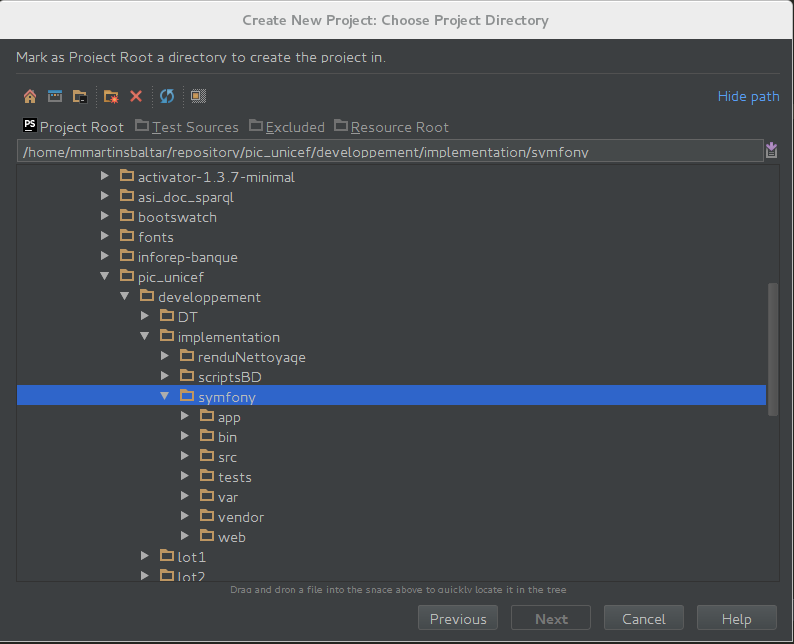 Create New Project: Choose Project Directory
Mark as Project Root a directory to create the project in.
Hide path
PS Project Root Test Sources Excluded Resource Root
/home/mmartinsbaltar/repository/pic_unicef/developpement/implementation/symfony
activator-1.3.7-minimal
asi_doc_sparql
bootswatch
fonts
inforep-banque
pic_unicef
developpement
DT
implementation
renduNettoyage
scriptsBD
symfony
app
bin
src
tests
var
vendor
web
lot1
lot2
Drag and drop a file into the space above to quickly locate it in the tree
Previous Next Cancel Help